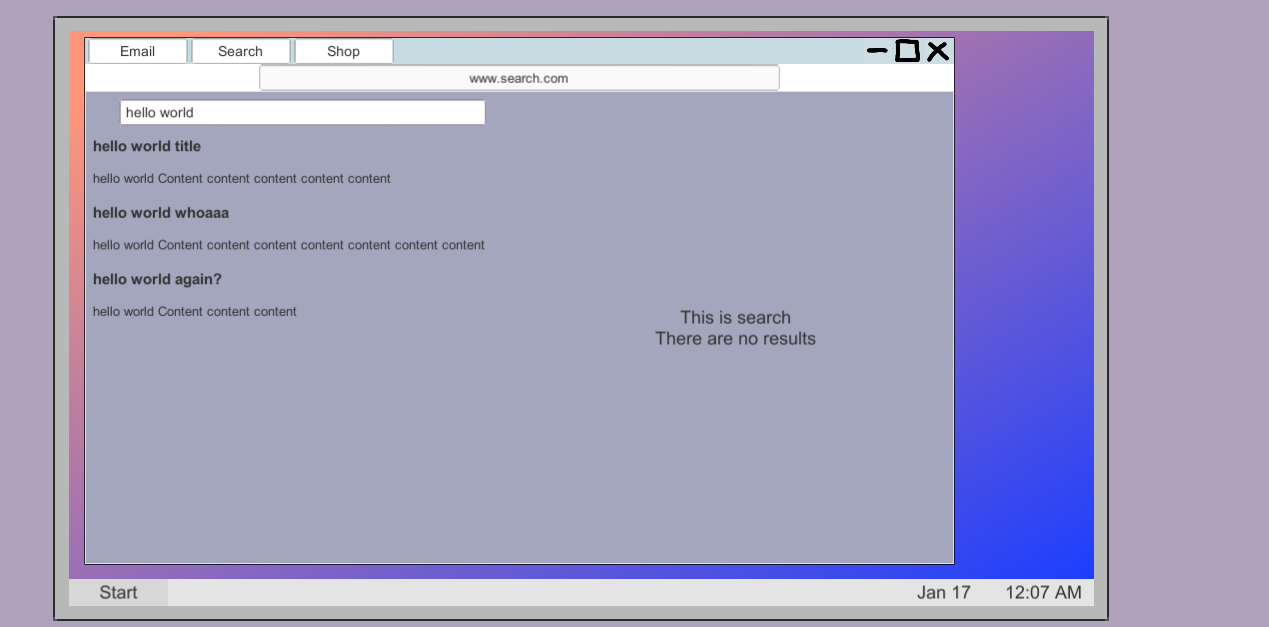 Email Search Shop
www.search.com
hello world
hello world title
hello world Content content content content content
hello world whoaaa
hello world Content content content content content content content
hello world again?
hello world Content content content
This is search
There are no results
Start Jan 17 12:07 AM